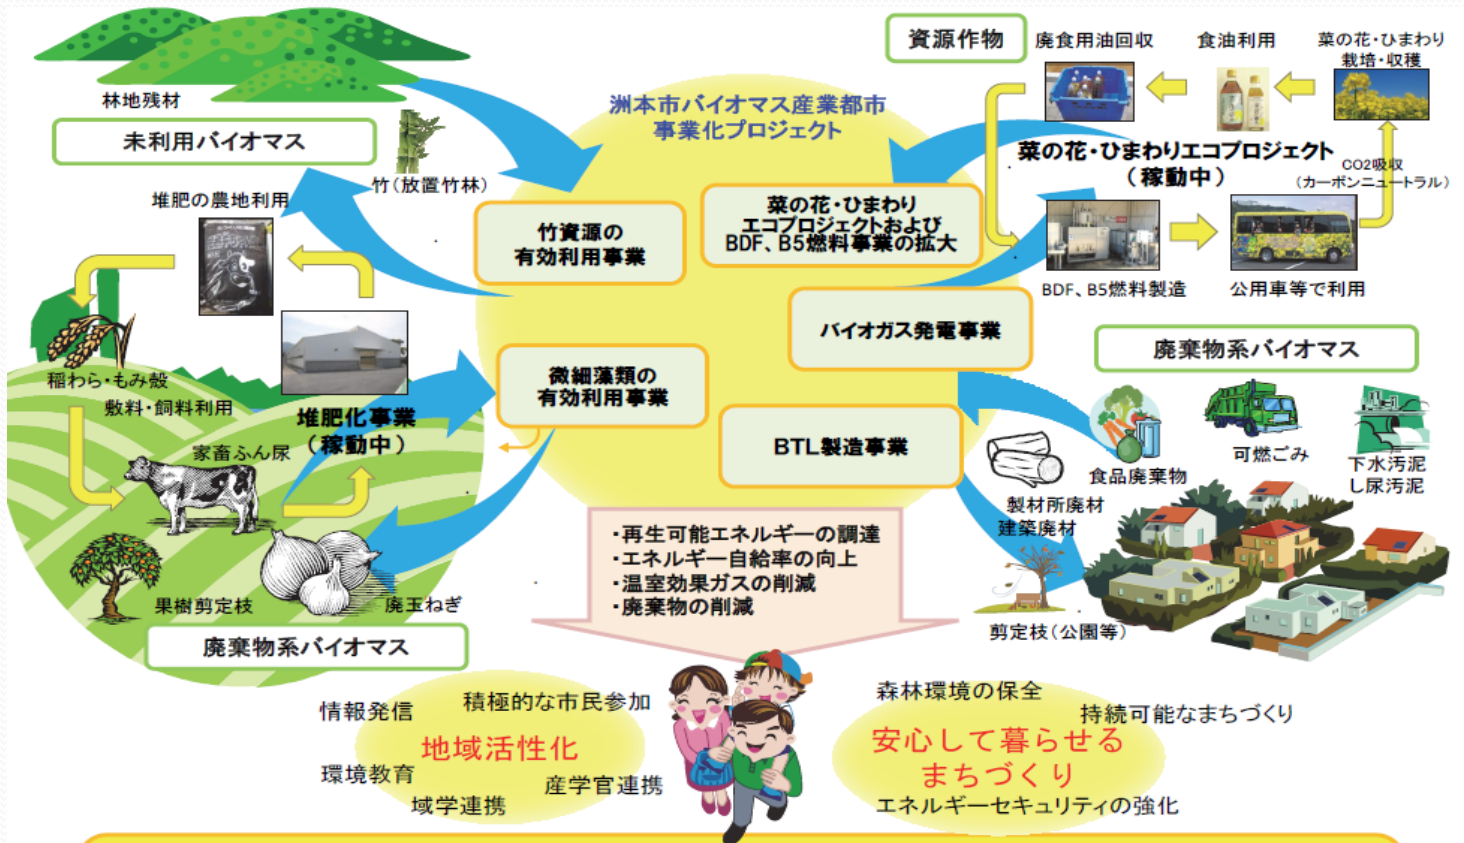 林地残材
未利用バイオマス
竹(放置竹林)
堆肥の農地利用
稲わら・もみ殻
敷料・飼料利用
堆肥化事業
(稼動中)
家畜ふん尿
果樹剪定枝
廃玉ねぎ
廃棄物系バイオマス
洲本市バイオマス産業都市
事業化プロジェクト
竹資源の
有効利用事業
菜の花・ひまわり
エコプロジェクトおよび
BDF、B5燃料事業の拡大
バイオガス発電事業
微細藻類の
有効利用事業
BTL製造事業
資源作物
廃食用油回収
食油利用
菜の花・ひまわり
栽培・収穫
菜の花・ひまわりエコプロジェクト
(稼動中)
CO2吸収
(カーボンニュートラル)
BDF、B5燃料製造
公用車等で利用
廃棄物系バイオマス
食品廃棄物
可燃ごみ
下水汚泥
し尿汚泥
製材所廃材
建築廃材
剪定枝(公園等)
・再生可能エネルギーの調達
・エネルギー自給率の向上
・温室効果ガスの削減
・廃棄物の削減
情報発信
積極的な市民参加
地域活性化
環境教育
産学官連携
域学連携
森林環境の保全
持続可能なまちづくり
安心して暮らせる
まちづくり
エネルギーセキュリティの強化